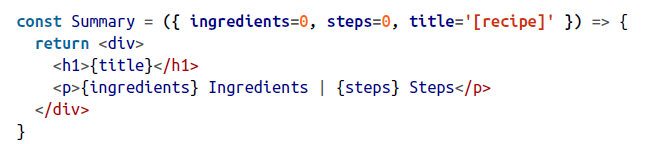 const Summary = ({ ingredients=0, steps=0, title='[recipe]' }) => {
  return <div>
    <h1>{title}</h1>
    <p>{ingredients} Ingredients | {steps} Steps</p>
  </div>
}